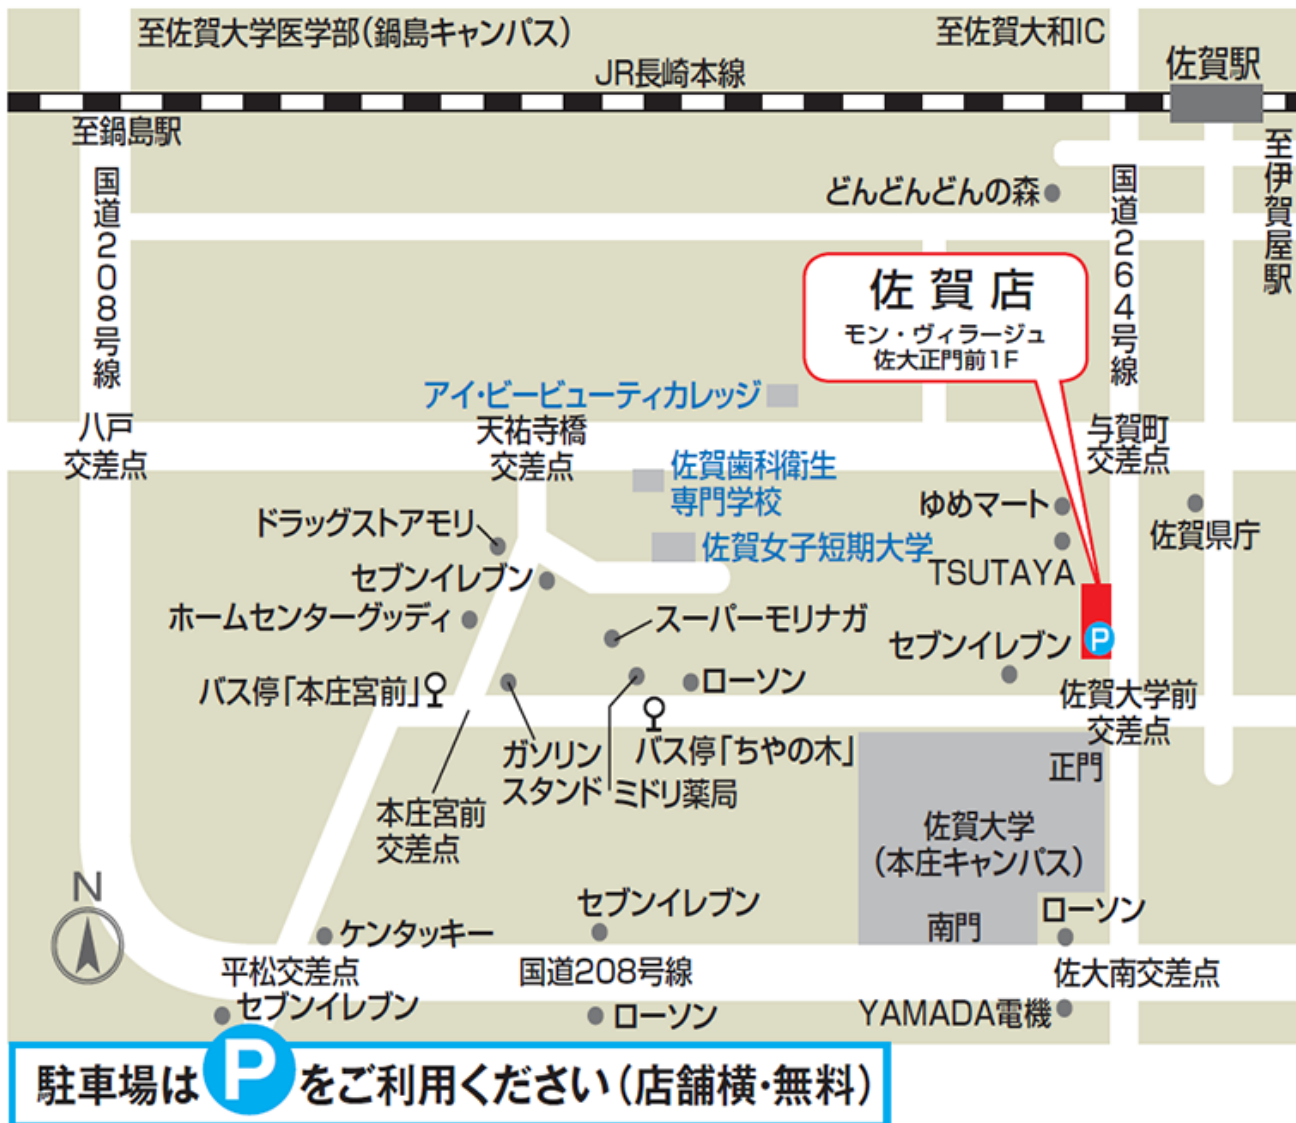 至佐賀大学医学部(鍋島キャンパス)
至佐賀大和IC
佐賀駅
JR長崎本線
至鍋島駅
至伊賀屋駅
国道208号線
どんどんどんの森
国道264号線
佐賀店
モン・ヴィラージュ
佐大正門前1F
アイ・ビービューティカレッジ
八戸
交差点
天祐寺橋
交差点
与賀町
交差点
佐賀歯科衛生
専門学校
ゆめマート
佐賀県庁
ドラッグストアモリ
佐賀女子短期大学
TSUTAYA
セブンイレブン
ホームセンターグッディ
スーパーモリナガ
セブンイレブン
P
バス停「本庄宮前」
ローソン
佐賀大学前
交差点
ガソリン
スタンド
バス停「ちやの木」
ミドリ薬局
正門
本庄宮前
交差点
佐賀大学
(本庄キャンパス)
N
セブンイレブン
ローソン
南門
ケンタッキー
平松交差点
国道208号線
佐大南交差点
セブンイレブン
ローソン
YAMADA電機
駐車場はPをご利用ください(店舗横・無料)